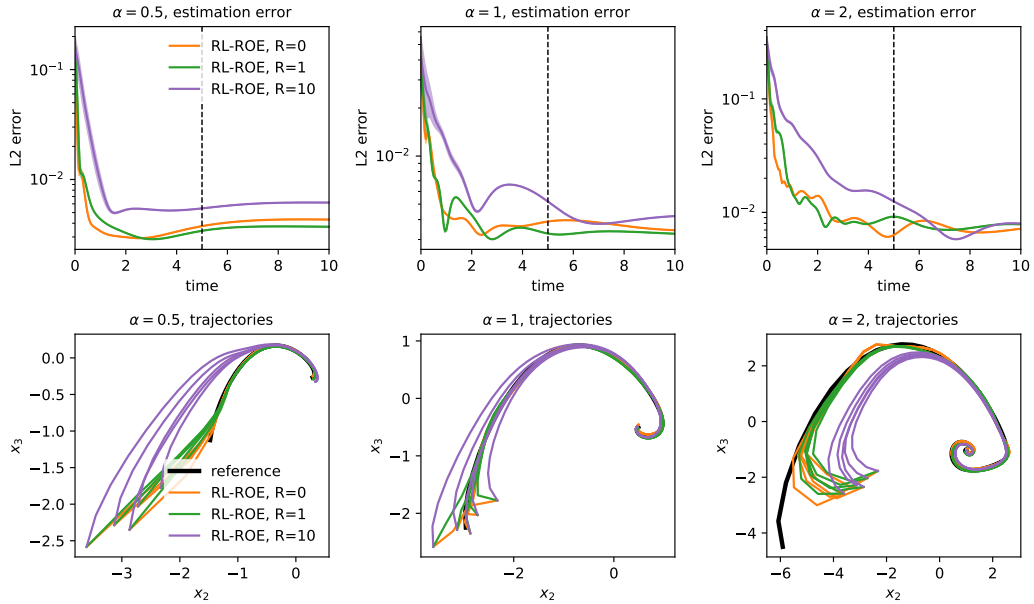 α = 0.5, estimation error
10⁻¹
10⁻²
L2 error
RL-ROE, R=0
RL-ROE, R=1
RL-ROE, R=10
0 2 4 6 8 10
time
α = 1, estimation error
10⁻²
L2 error
0 2 4 6 8 10
time
α = 2, estimation error
10⁻¹
10⁻²
L2 error
0 2 4 6 8 10
time
α = 0.5, trajectories
0.0
−0.5
−1.0
−1.5
−2.0
−2.5
x₃
reference
RL-ROE, R=0
RL-ROE, R=1
RL-ROE, R=10
−3 −2 −1 0
x₂
α = 1, trajectories
1
0
−1
−2
x₃
−2 0
x₂
α = 2, trajectories
2
0
−2
−4
x₃
−6 −4 −2 0 2
x₂